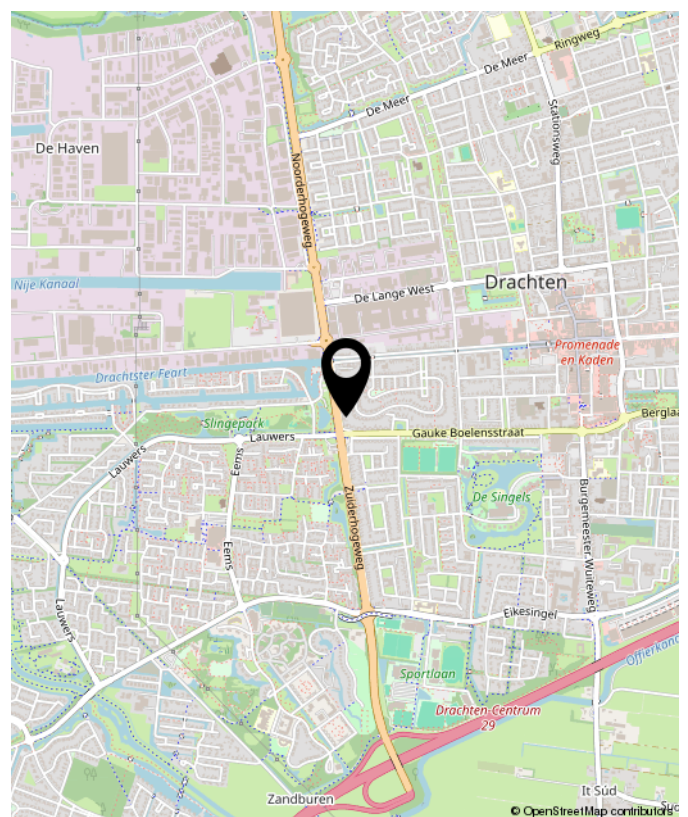 Ringweg
De Meer
De Meer
Stationsweg
De Haven
Noorderhogeweg
Nije Kanaal
De Lange West
Drachten
Promenade
en Kaden
Drachtster Feart
Slingepark
Lauwers
Gauke Boelensstraat
Lauwers
Eems
De Singels
Zuiderhogeweg
Burgemeester Wuiteweg
Eems
Lauwers
Eikesingel
Sportlaan
Drachten-Centrum
29
Zandburen
It Súd
© OpenStreetMap contributors